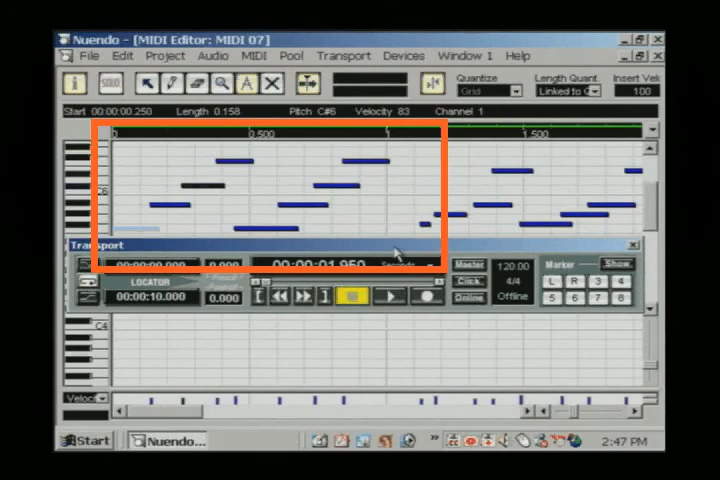 Nuendo - [MIDI Editor: MIDI 07]
File Edit Project Audio MIDI Pool Transport Devices Window 1 Help
SOLO Quantize Length Quant. Insert Vel
Grid Linked to 100
Start 00:00:00.250 Length 0.158 Pitch C#6 Velocity 83 Channel 1
0 0.500 1 1.500
C6
Transport
00:00:00.000 0.000 00:00:01.950 Seconds Master 120.00 Marker Show
LOCATOR Click 4/4 L R 3 4
00:00:10.000 0.000 Online Offline 5 6 7 8
C4
Veloc
Start Nuendo... 2:47 PM